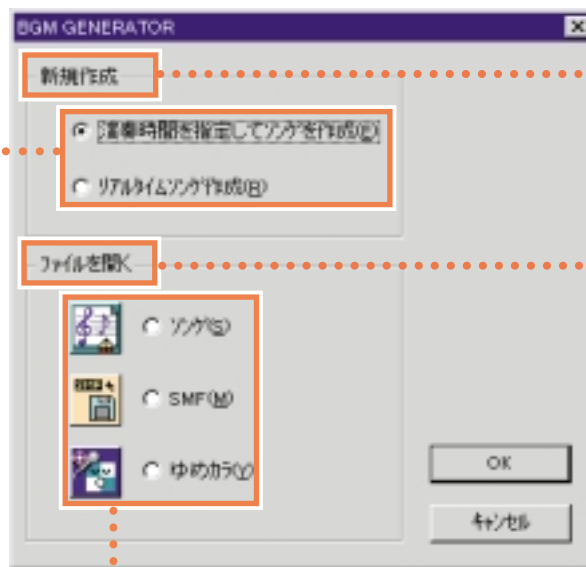 BGM GENERATOR
新規作成
演奏時間を指定してソングを作成(E)
リアルタイムソング作成(R)
ファイルを開く
ソング(S)
SMF(M)
ゆめカラ(Y)
OK
キャンセル